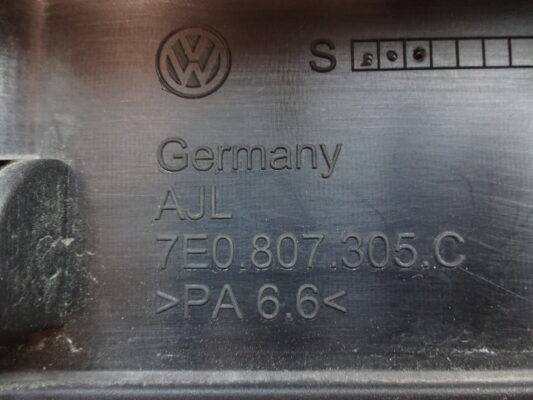 S
Germany
AJL
7E0.807.305.C
>PA 6.6<